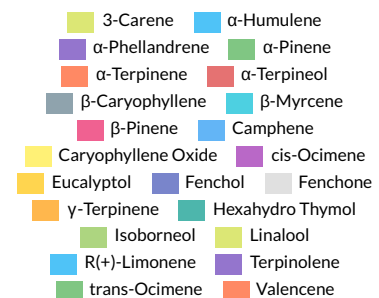 3-Carene α-Humulene
α-Phellandrene α-Pinene
α-Terpinene α-Terpineol
β-Caryophyllene β-Myrcene
β-Pinene Camphene
Caryophyllene Oxide cis-Ocimene
Eucalyptol Fenchol Fenchone
γ-Terpinene Hexahydro Thymol
Isoborneol Linalool
R(+)-Limonene Terpinolene
trans-Ocimene Valencene